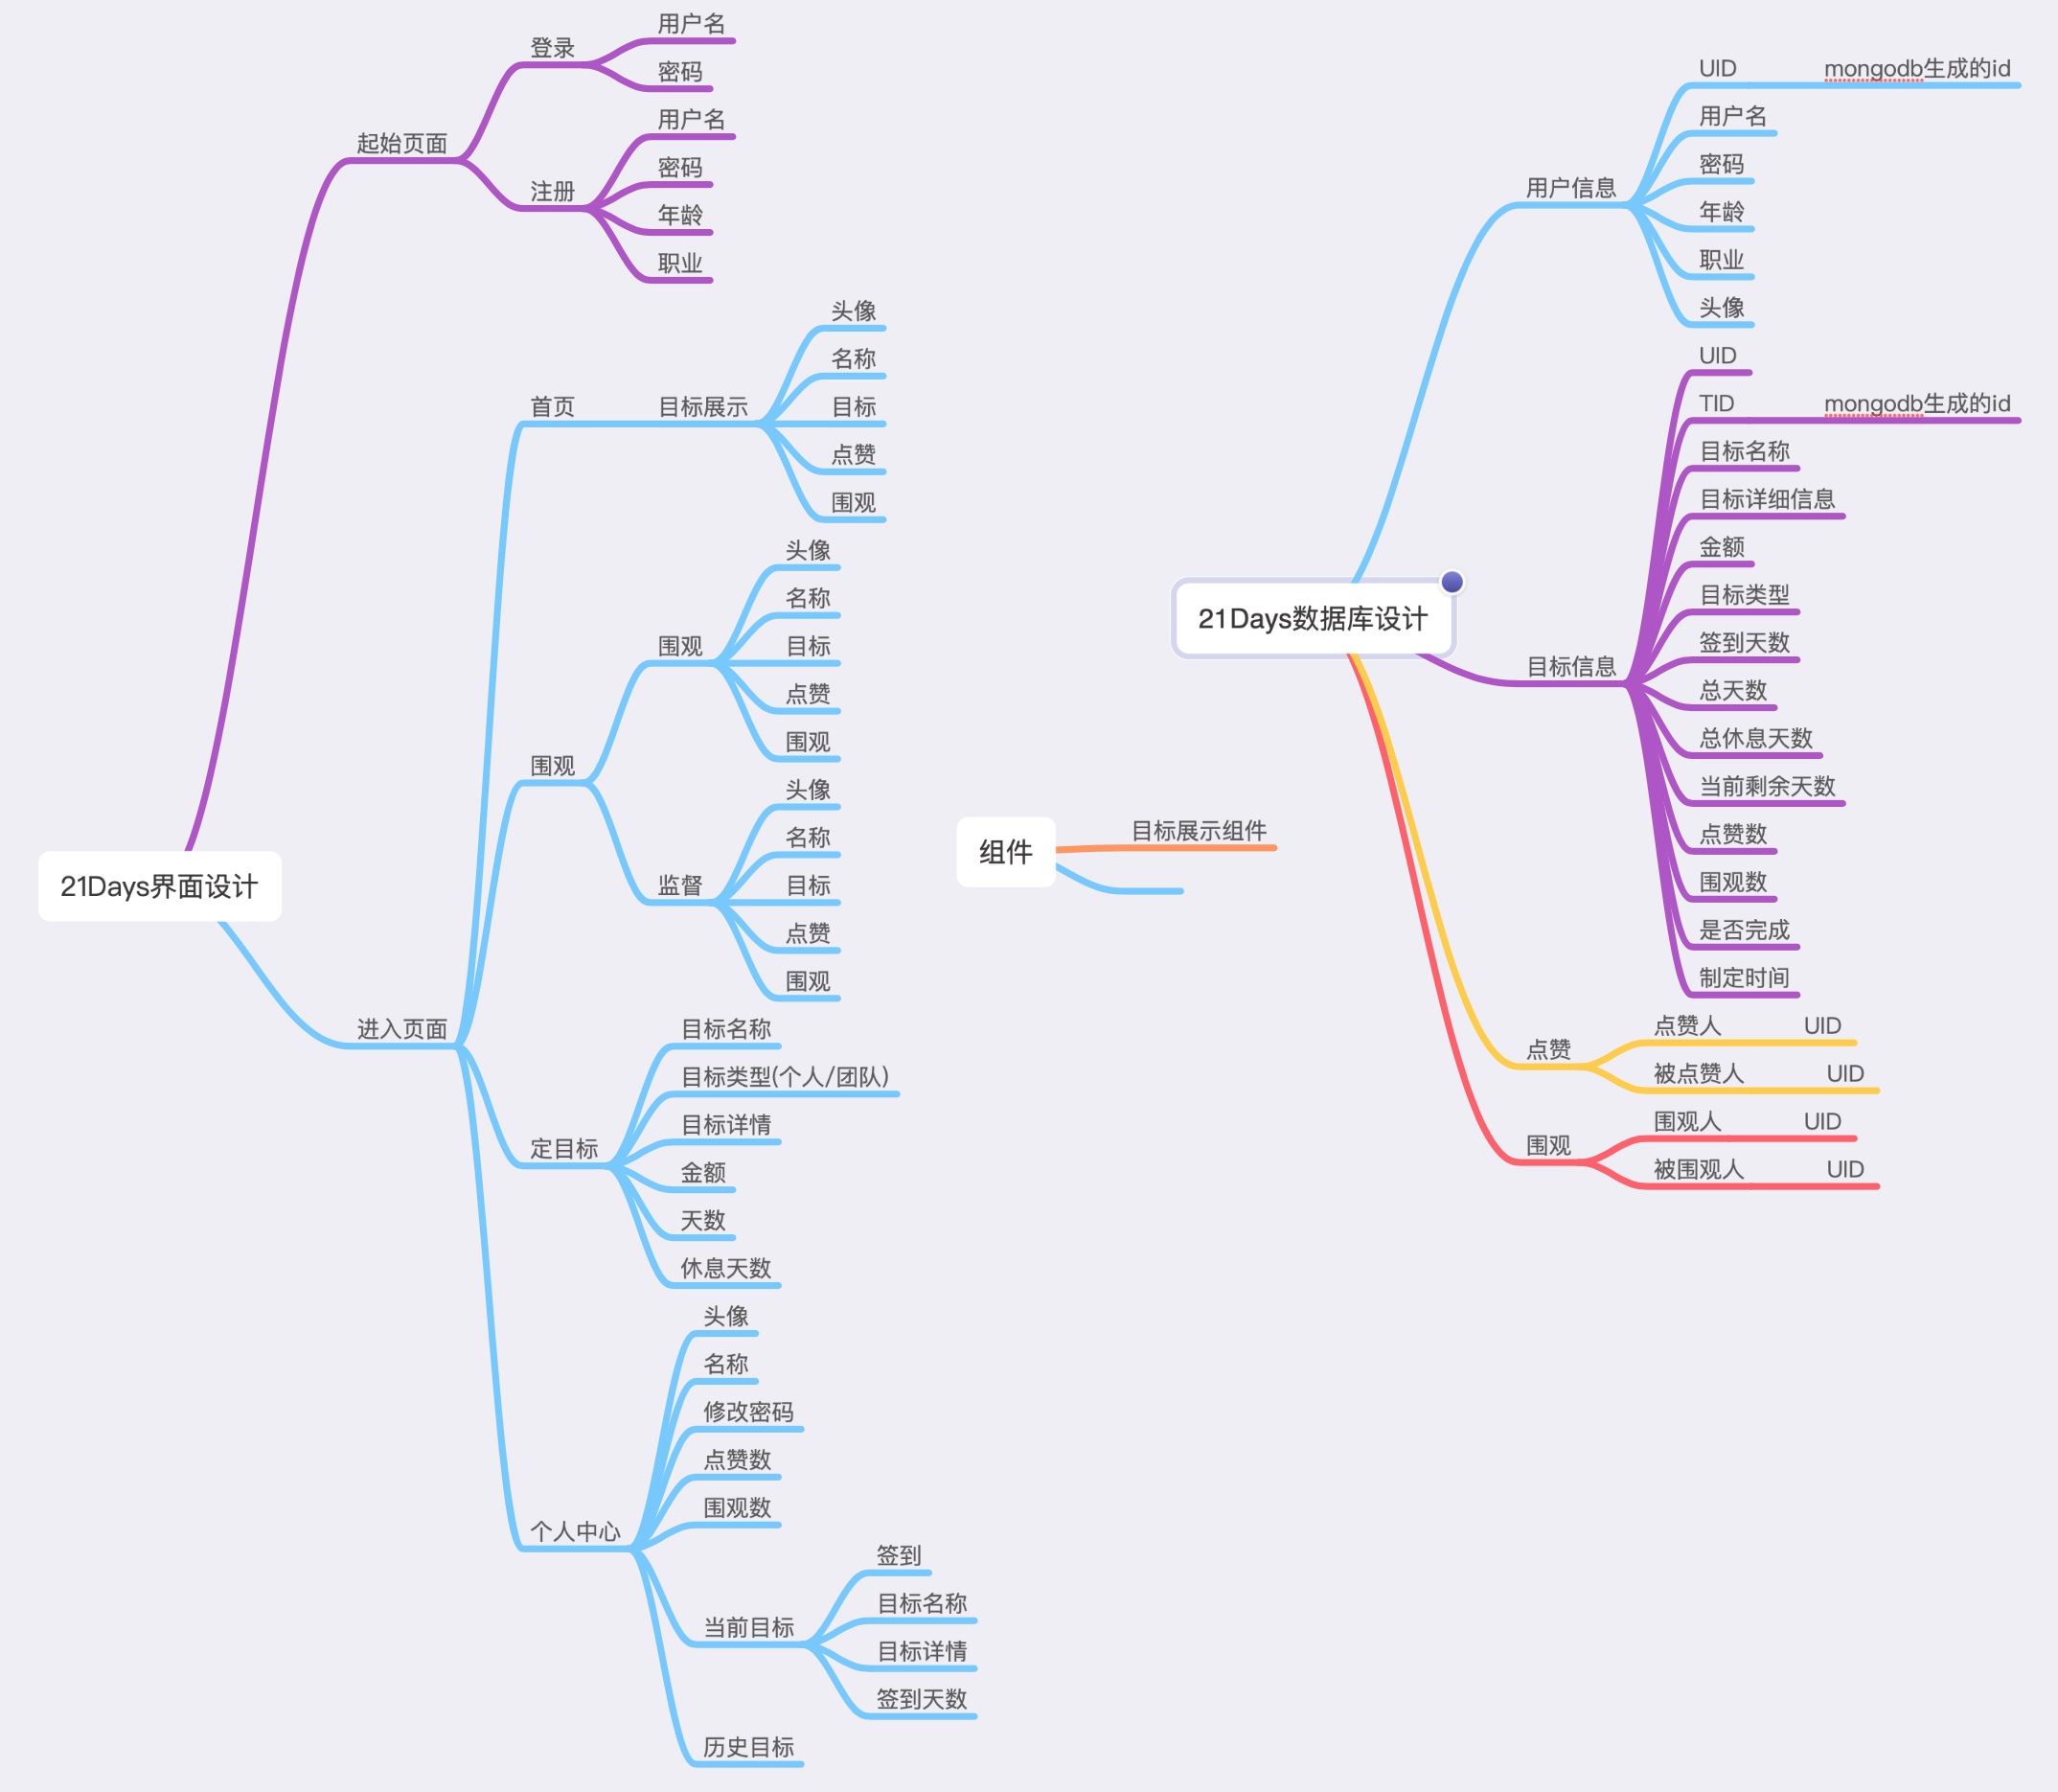 21Days界面设计
起始页面
登录
用户名
密码
注册
用户名
密码
年龄
职业
进入页面
首页
目标展示
头像
名称
目标
点赞
围观
围观
围观
头像
名称
目标
点赞
围观
监督
头像
名称
目标
点赞
围观
定目标
目标名称
目标类型(个人/团队)
目标详情
金额
天数
休息天数
个人中心
头像
名称
修改密码
点赞数
围观数
当前目标
签到
目标名称
目标详情
签到天数
历史目标
组件
目标展示组件
21Days数据库设计
用户信息
UID
mongodb生成的id
用户名
密码
年龄
职业
头像
目标信息
UID
TID
mongodb生成的id
目标名称
目标详细信息
金额
目标类型
签到天数
总天数
总休息天数
当前剩余天数
点赞数
围观数
是否完成
制定时间
点赞
点赞人
UID
被点赞人
UID
围观
围观人
UID
被围观人
UID